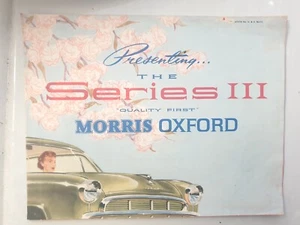 Presenting...
THE
Series III
"QUALITY FIRST"
MORRIS OXFORD